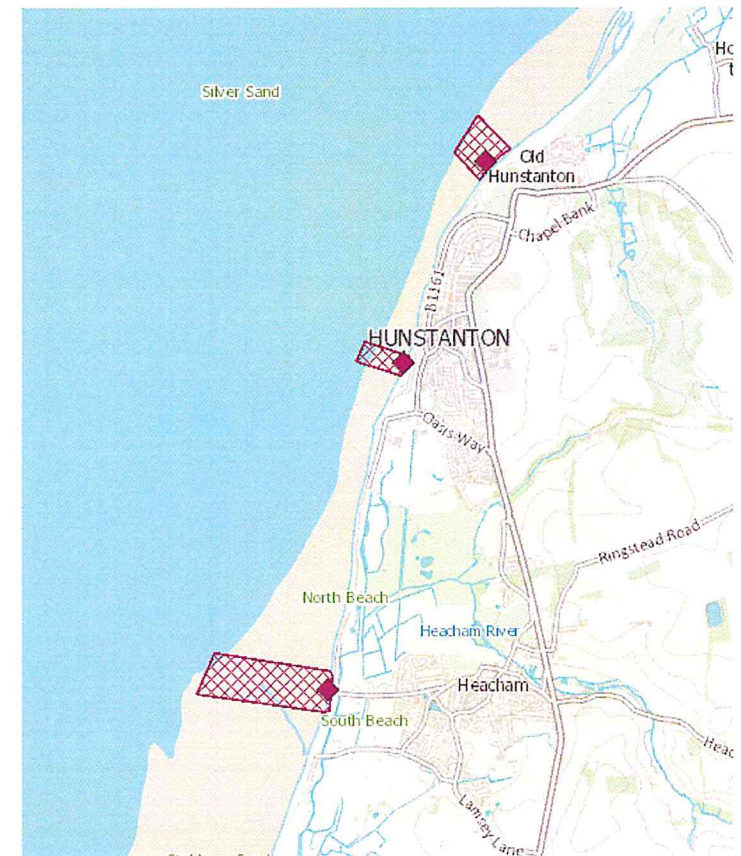 Silver Sand
Old
Hunstanton
Chapel Bank
B1161
HUNSTANTON
Oasis Way
Ringstead Road
North Beach
Heacham River
Heacham
South Beach
Lamsey Lane